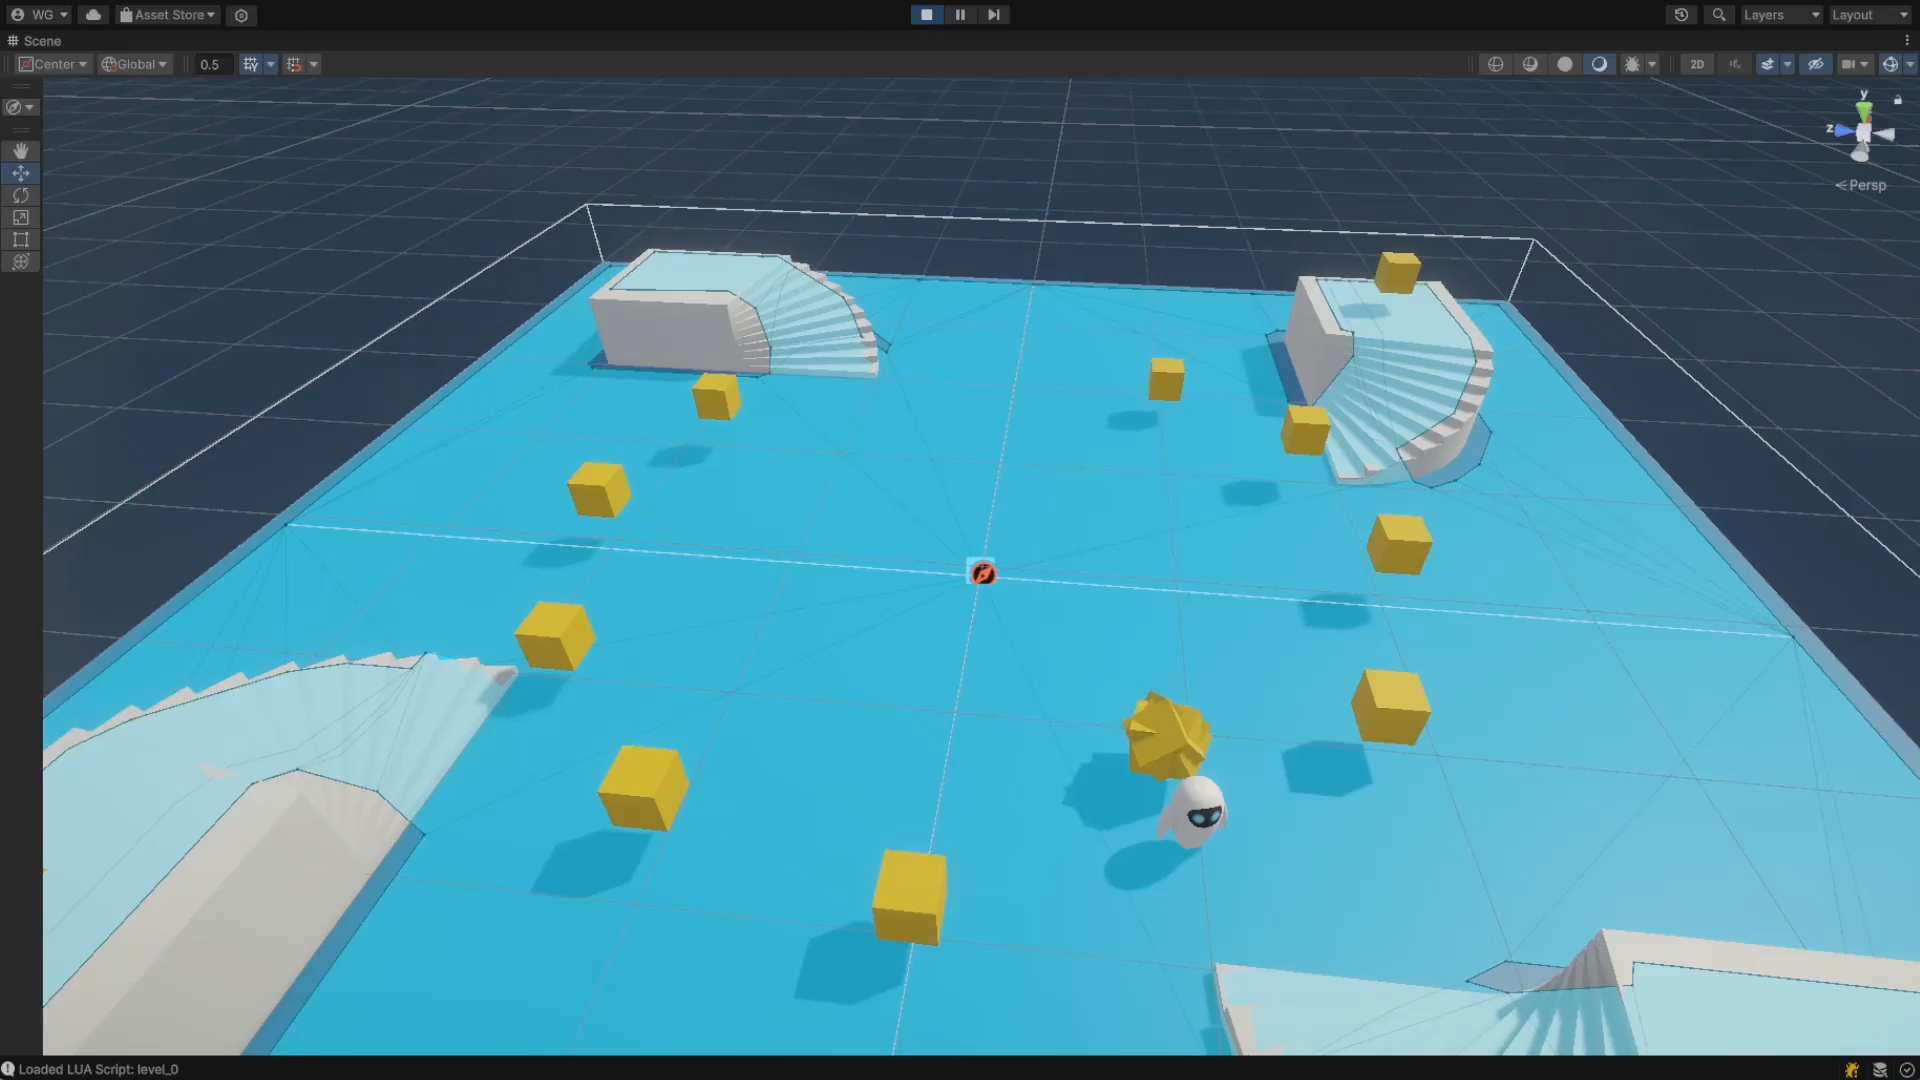 WG
Asset Store
Layers
Layout
Scene
Center
Global
0.5
2D
y
z
Persp
Loaded LUA Script: level_0